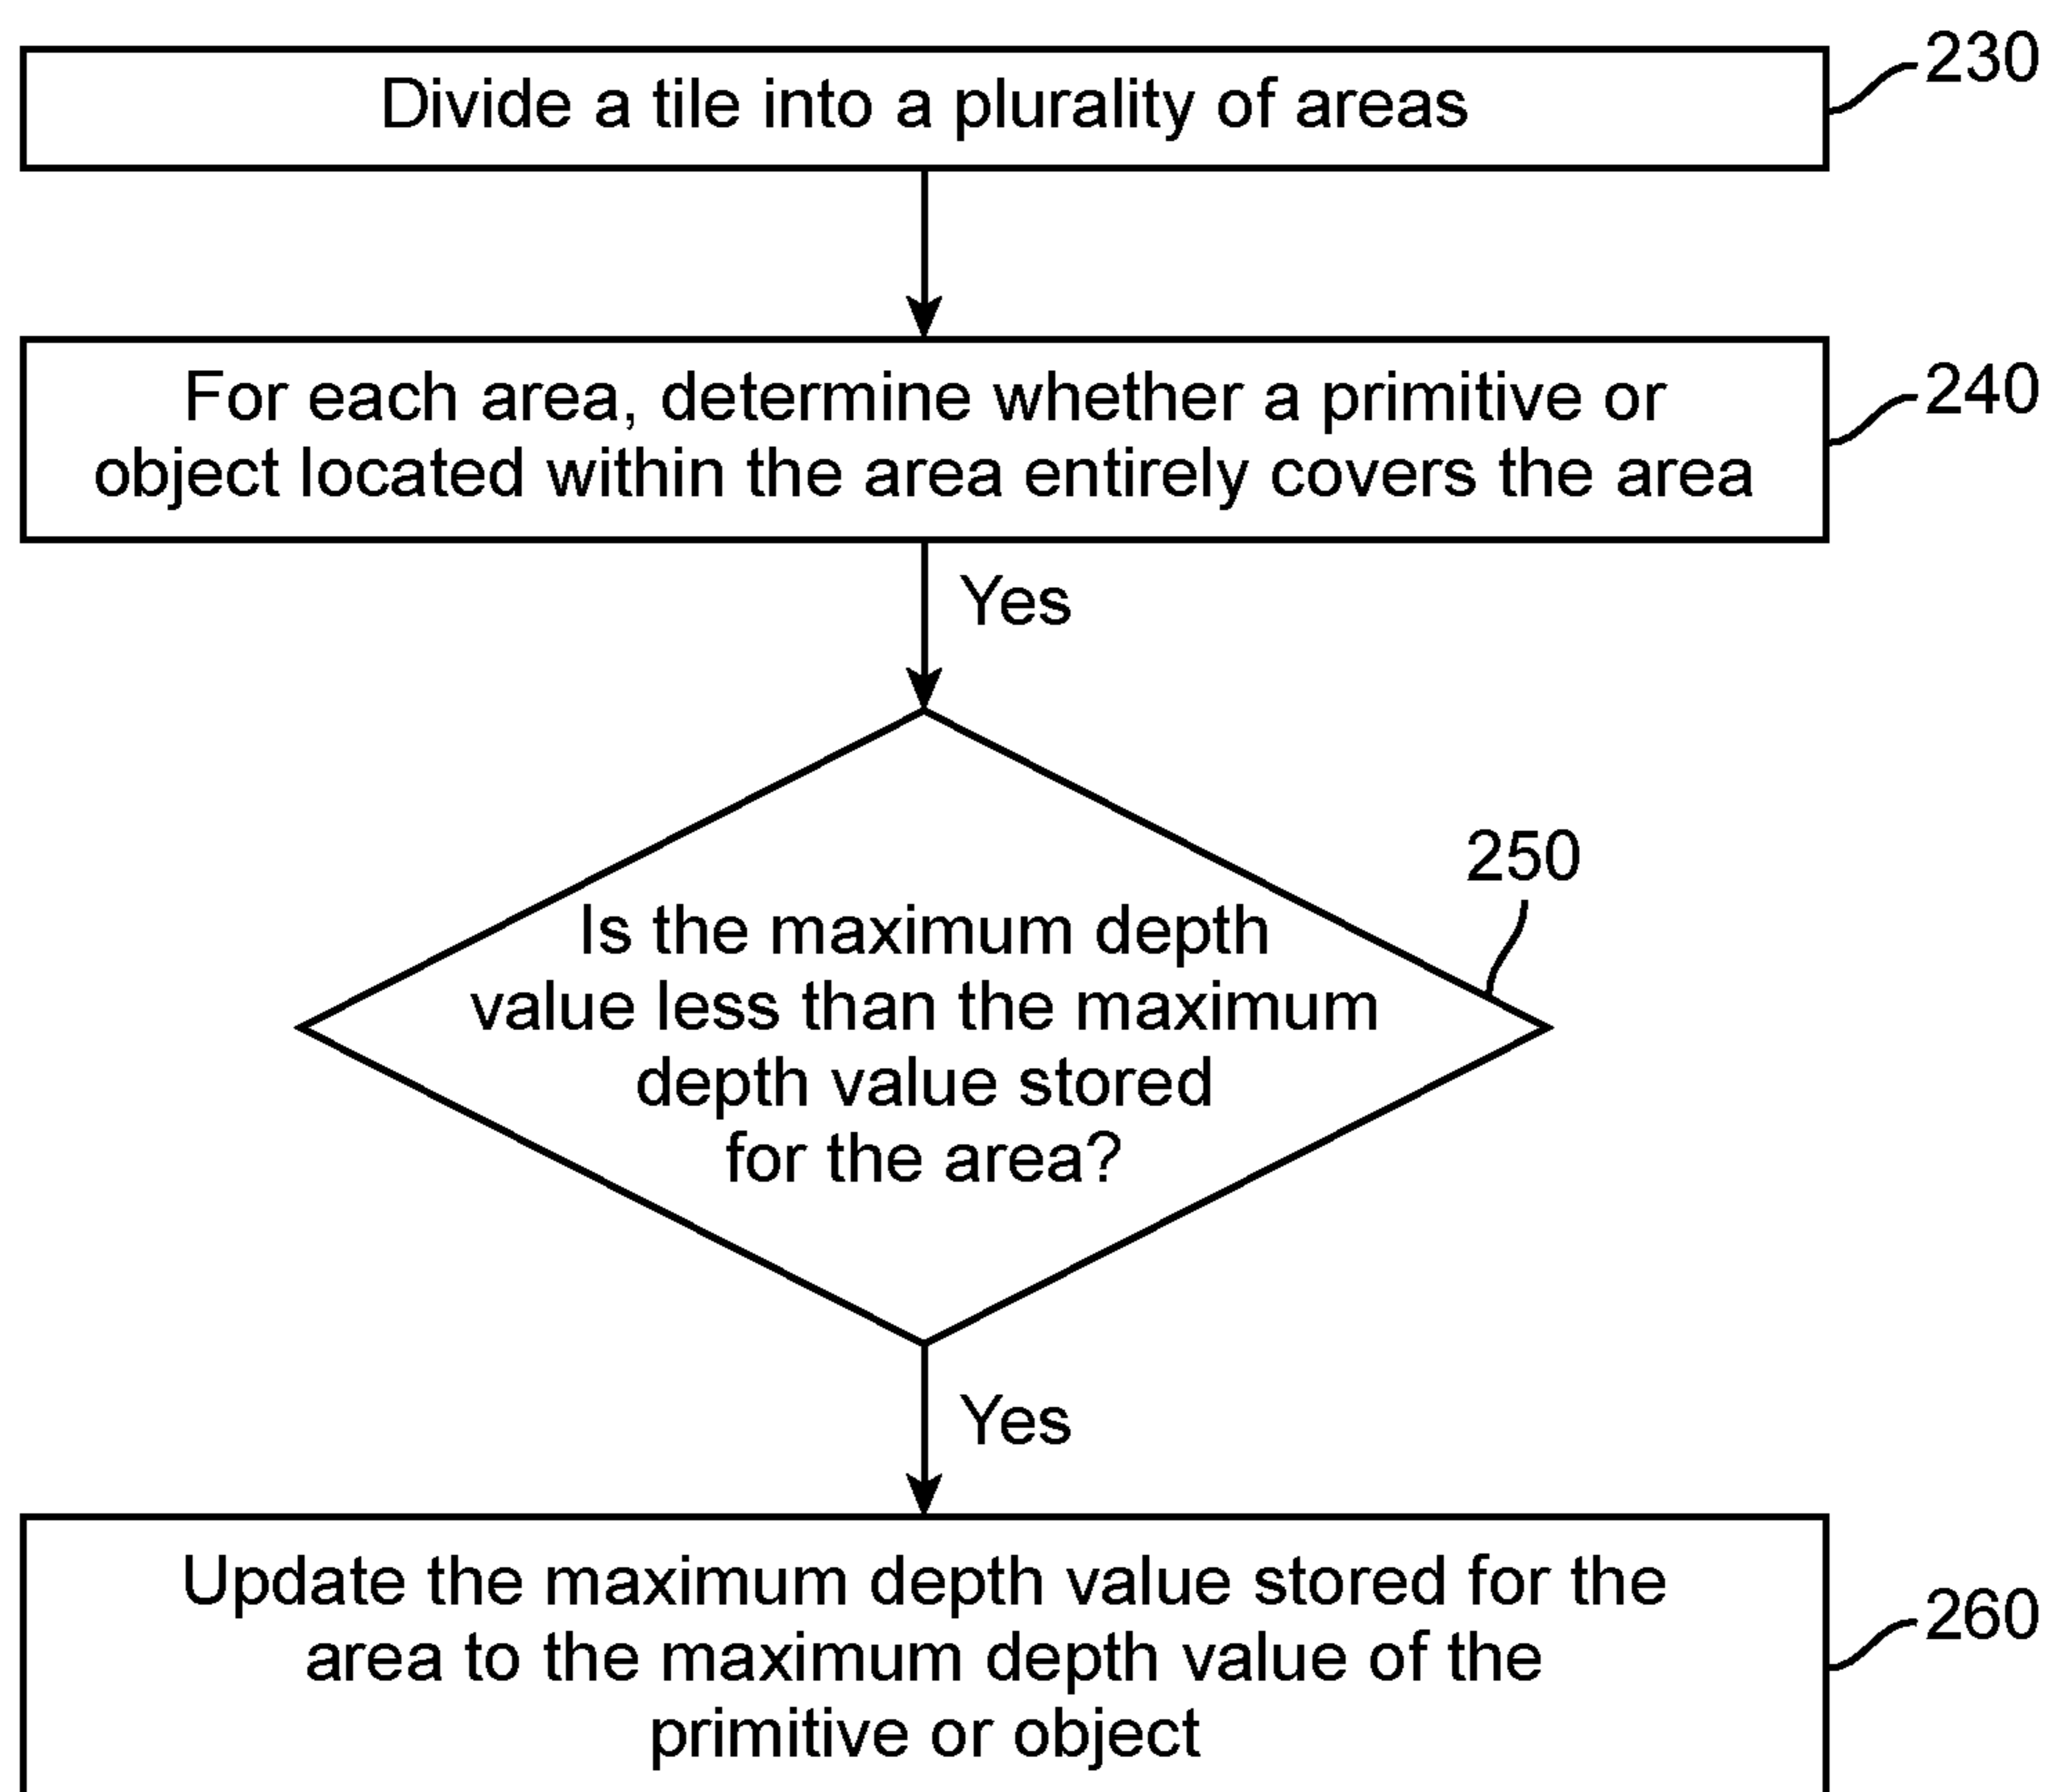 Divide a tile into a plurality of areas
230
For each area, determine whether a primitive or
object located within the area entirely covers the area
240
Yes
Is the maximum depth
value less than the maximum
depth value stored
for the area?
250
Yes
Update the maximum depth value stored for the
area to the maximum depth value of the
primitive or object
260